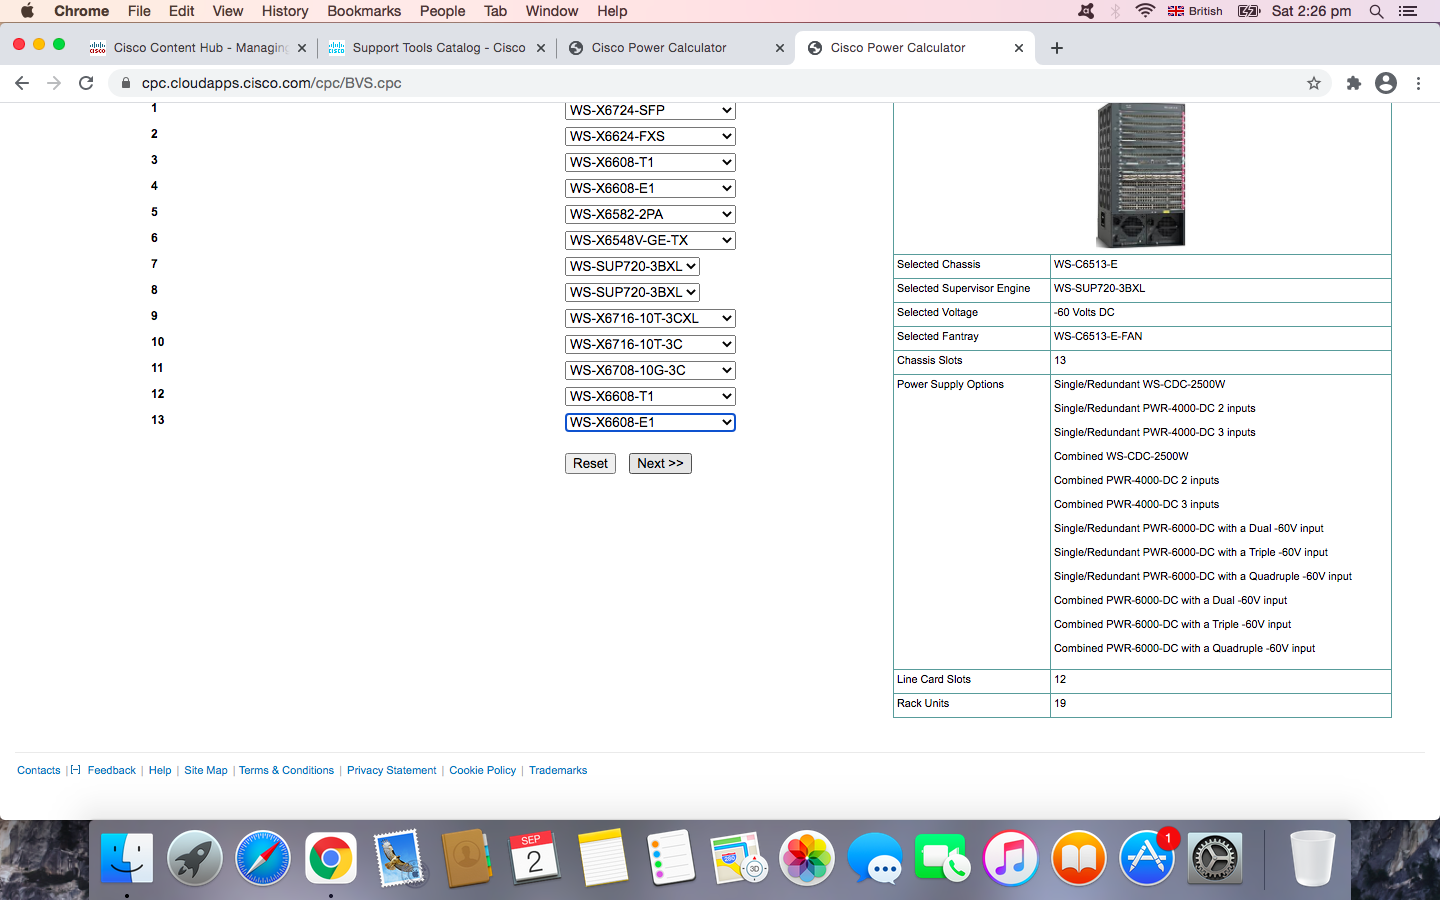 Chrome File Edit View History Bookmarks People Tab Window Help British Sat 2:26 pm
Cisco Content Hub - Managing Support Tools Catalog - Cisco Cisco Power Calculator Cisco Power Calculator
cpc.cloudapps.cisco.com/cpc/BVS.cpc
1 WS-X6724-SFP
2 WS-X6624-FXS
3 WS-X6608-T1
4 WS-X6608-E1
5 WS-X6582-2PA
6 WS-X6548V-GE-TX
7 WS-SUP720-3BXL
8 WS-SUP720-3BXL
9 WS-X6716-10T-3CXL
10 WS-X6716-10T-3C
11 WS-X6708-10G-3C
12 WS-X6608-T1
13 WS-X6608-E1
Reset Next >>
Selected Chassis WS-C6513-E
Selected Supervisor Engine WS-SUP720-3BXL
Selected Voltage -60 Volts DC
Selected Fantray WS-C6513-E-FAN
Chassis Slots 13
Power Supply Options Single/Redundant WS-CDC-2500W
Single/Redundant PWR-4000-DC 2 inputs
Single/Redundant PWR-4000-DC 3 inputs
Combined WS-CDC-2500W
Combined PWR-4000-DC 2 inputs
Combined PWR-4000-DC 3 inputs
Single/Redundant PWR-6000-DC with a Dual -60V input
Single/Redundant PWR-6000-DC with a Triple -60V input
Single/Redundant PWR-6000-DC with a Quadruple -60V input
Combined PWR-6000-DC with a Dual -60V input
Combined PWR-6000-DC with a Triple -60V input
Combined PWR-6000-DC with a Quadruple -60V input
Line Card Slots 12
Rack Units 19
Contacts | [-] Feedback | Help | Site Map | Terms & Conditions | Privacy Statement | Cookie Policy | Trademarks
SEP
2
280
3D
1